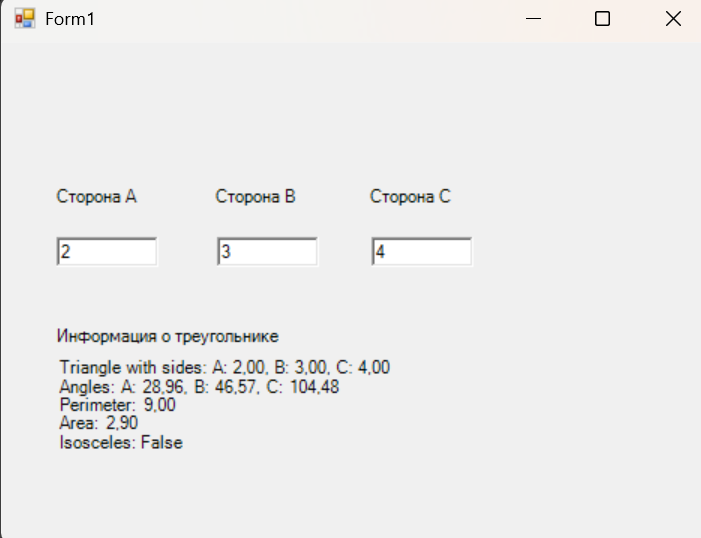 Form1
Сторона А Сторона В Сторона С
2 3 4
Информация о треугольнике
Triangle with sides: A: 2,00, B: 3,00, C: 4,00
Angles: A: 28,96, B: 46,57, C: 104,48
Perimeter: 9,00
Area: 2,90
Isosceles: False